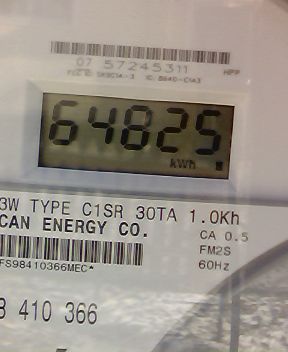 07 57245311
64825
kWh
3W TYPE C1SR 30TA 1.0Kh
CAN ENERGY CO.
CA 0.5
FM2S
60Hz
FS98410366MEC*
8 410 366